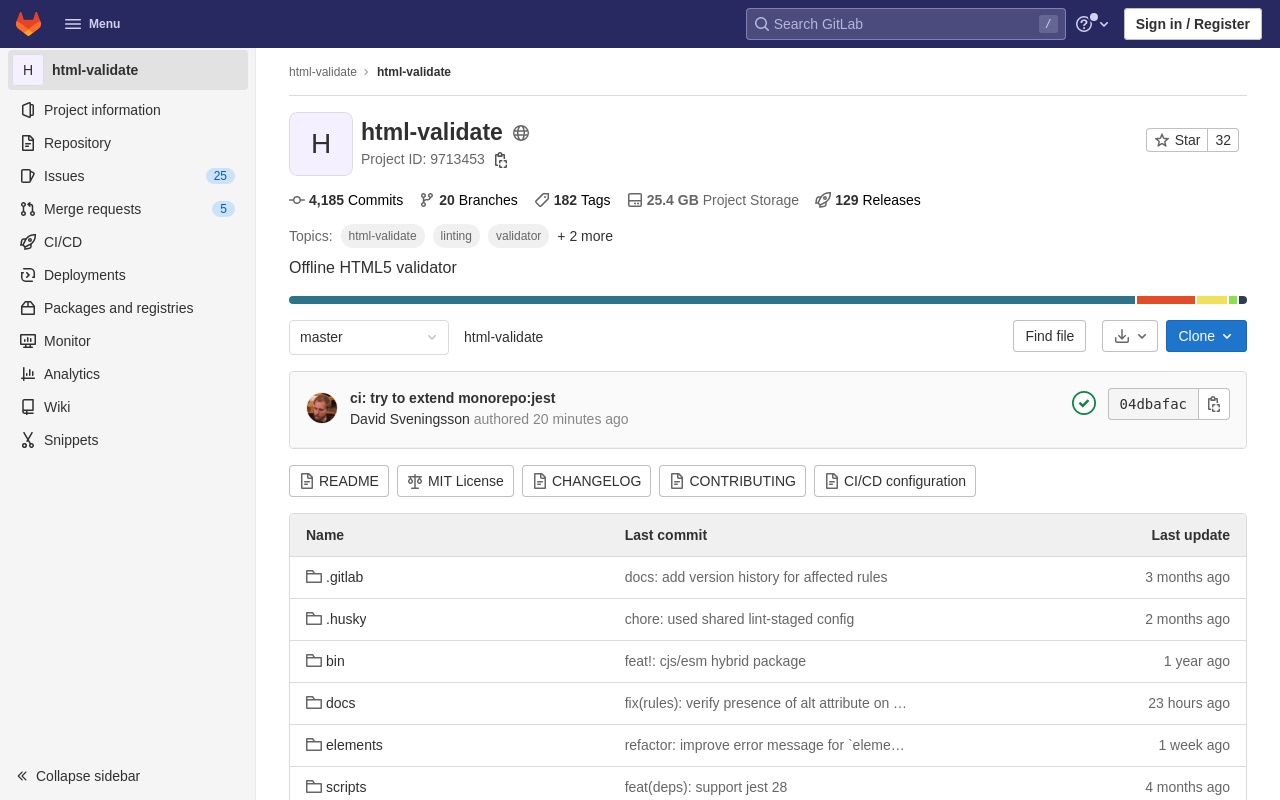 Menu
Search GitLab
/
Sign in / Register
H
html-validate
Project information
Repository
Issues
25
Merge requests
5
CI/CD
Deployments
Packages and registries
Monitor
Analytics
Wiki
Snippets
Collapse sidebar
html-validate
html-validate
H
html-validate
Project ID: 9713453
Star
32
4,185 Commits
20 Branches
182 Tags
25.4 GB Project Storage
129 Releases
Topics:
html-validate
linting
validator
+ 2 more
Offline HTML5 validator
master
html-validate
Find file
Clone
ci: try to extend monorepo:jest
David Sveningsson authored 20 minutes ago
04dbafac
README
MIT License
CHANGELOG
CONTRIBUTING
CI/CD configuration
Name
Last commit
Last update
.gitlab
docs: add version history for affected rules
3 months ago
.husky
chore: used shared lint-staged config
2 months ago
bin
feat!: cjs/esm hybrid package
1 year ago
docs
fix(rules): verify presence of alt attribute on …
23 hours ago
elements
refactor: improve error message for `eleme…
1 week ago
scripts
feat(deps): support jest 28
4 months ago